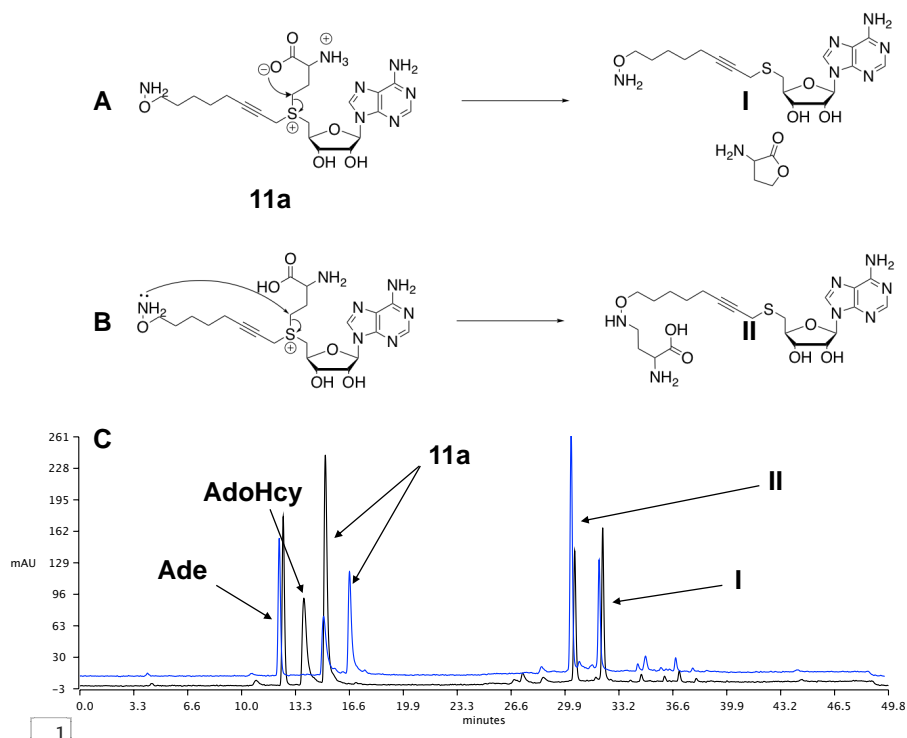 A
O
O
⊖
⊕
NH3
NH2
O
S
⊕
O
N
N
N
N
NH2
OH OH
11a
O
NH2
S
O
N
N
N
N
NH2
OH OH
I
H2N
O
O
B
NH2
O
O
HO
NH2
S
⊕
O
N
N
N
N
NH2
OH OH
O
HN
OH
O
NH2
S
II
O
N
N
N
N
NH2
OH OH
C
261
228
195
162
129
96
63
30
−3
mAU
Ade
AdoHcy
11a
II
I
0.0 3.3 6.6 10.0 13.3 16.6 19.9 23.3 26.6 29.9 33.2 36.5 39.9 43.2 46.5 49.8
minutes
1